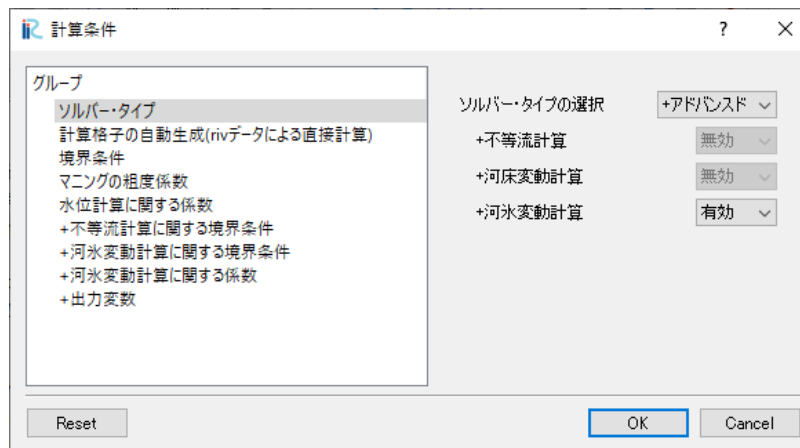 iRC 計算条件
? ×
グループ
ソルバー・タイプ
計算格子の自動生成(rivデータによる直接計算)
境界条件
マニングの粗度係数
水位計算に関する係数
+不等流計算に関する境界条件
+河氷変動計算に関する境界条件
+河氷変動計算に関する係数
+出力変数
ソルバー・タイプの選択 +アドバンスド
+不等流計算 無効
+河床変動計算 無効
+河氷変動計算 有効
Reset OK Cancel